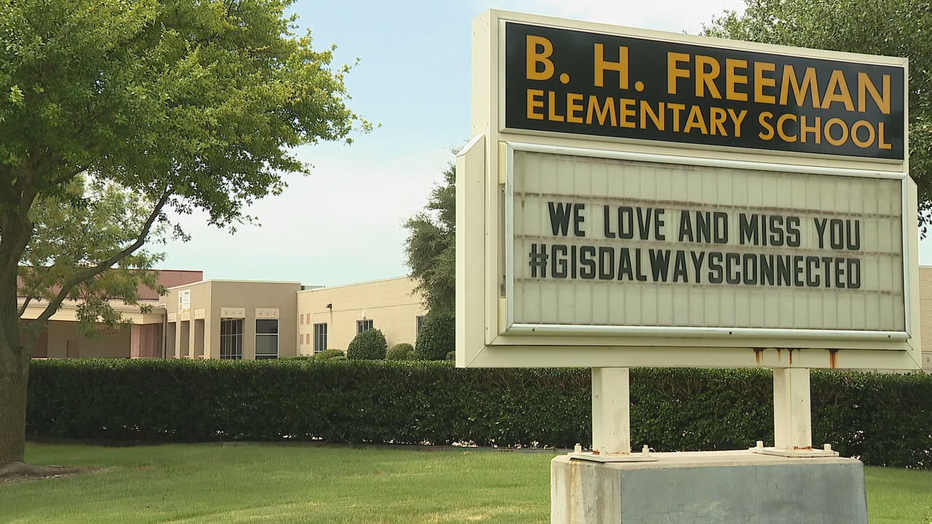 B. H. FREEMAN
ELEMENTARY SCHOOL
WE LOVE AND MISS YOU
#GISDALWAYSCONNECTED